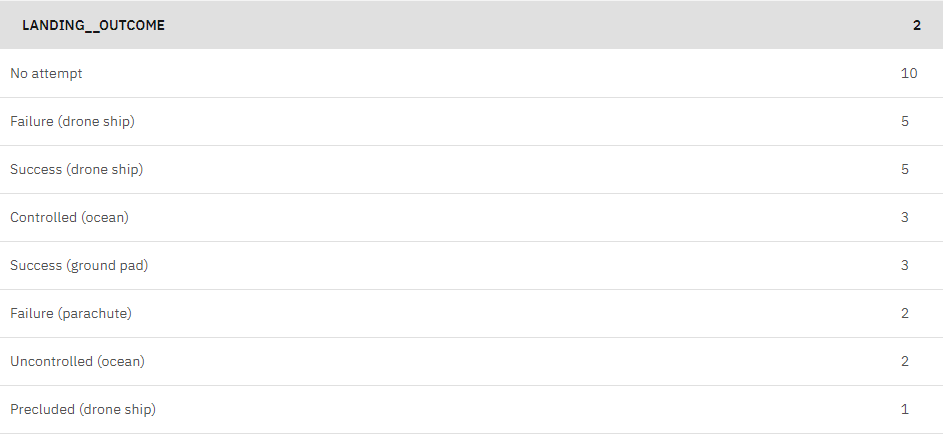 LANDING__OUTCOME 2
No attempt 10
Failure (drone ship) 5
Success (drone ship) 5
Controlled (ocean) 3
Success (ground pad) 3
Failure (parachute) 2
Uncontrolled (ocean) 2
Precluded (drone ship) 1